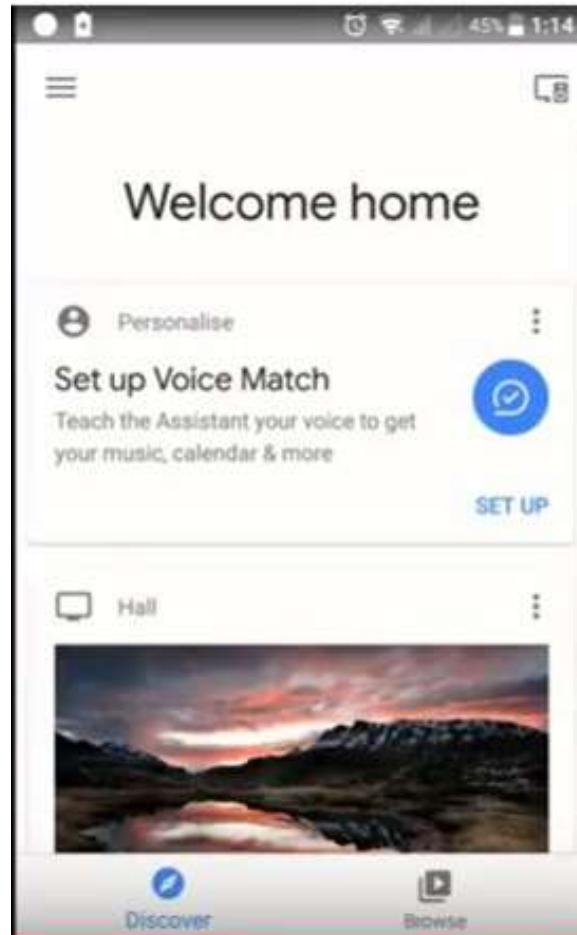 45% 1:14
Welcome home
Personalise
Set up Voice Match
Teach the Assistant your voice to get
your music, calendar & more
SET UP
Hall
Discover Browse